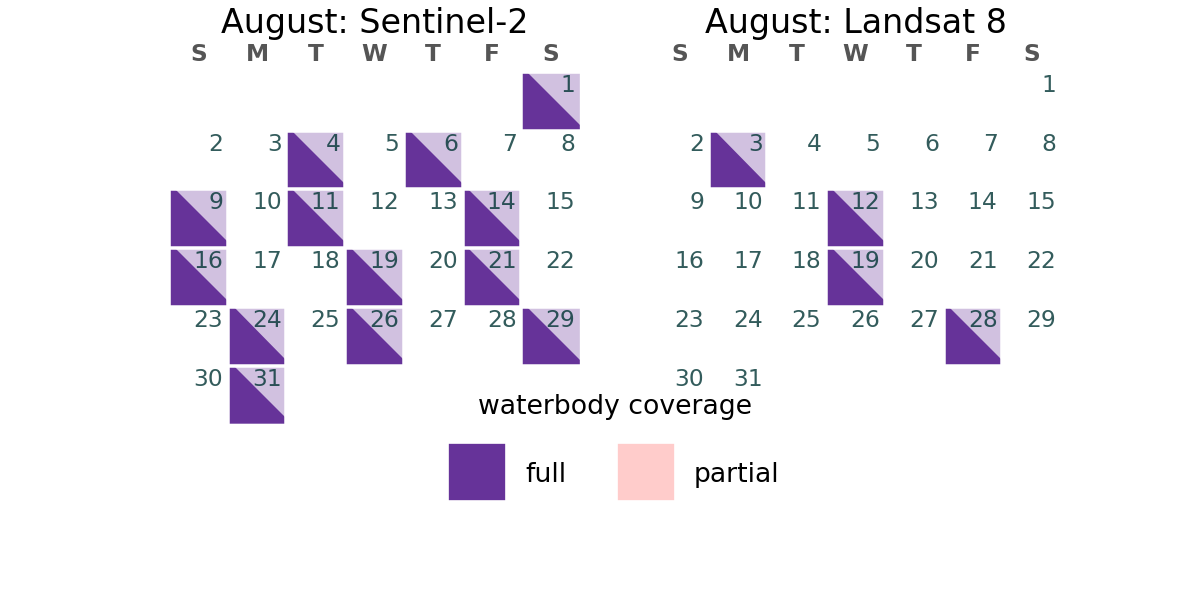 August: Sentinel-2
S M T W T F S
1
2 3 4 5 6 7 8
9 10 11 12 13 14 15
16 17 18 19 20 21 22
23 24 25 26 27 28 29
30 31
August: Landsat 8
S M T W T F S
1
2 3 4 5 6 7 8
9 10 11 12 13 14 15
16 17 18 19 20 21 22
23 24 25 26 27 28 29
30 31
waterbody coverage
full
partial